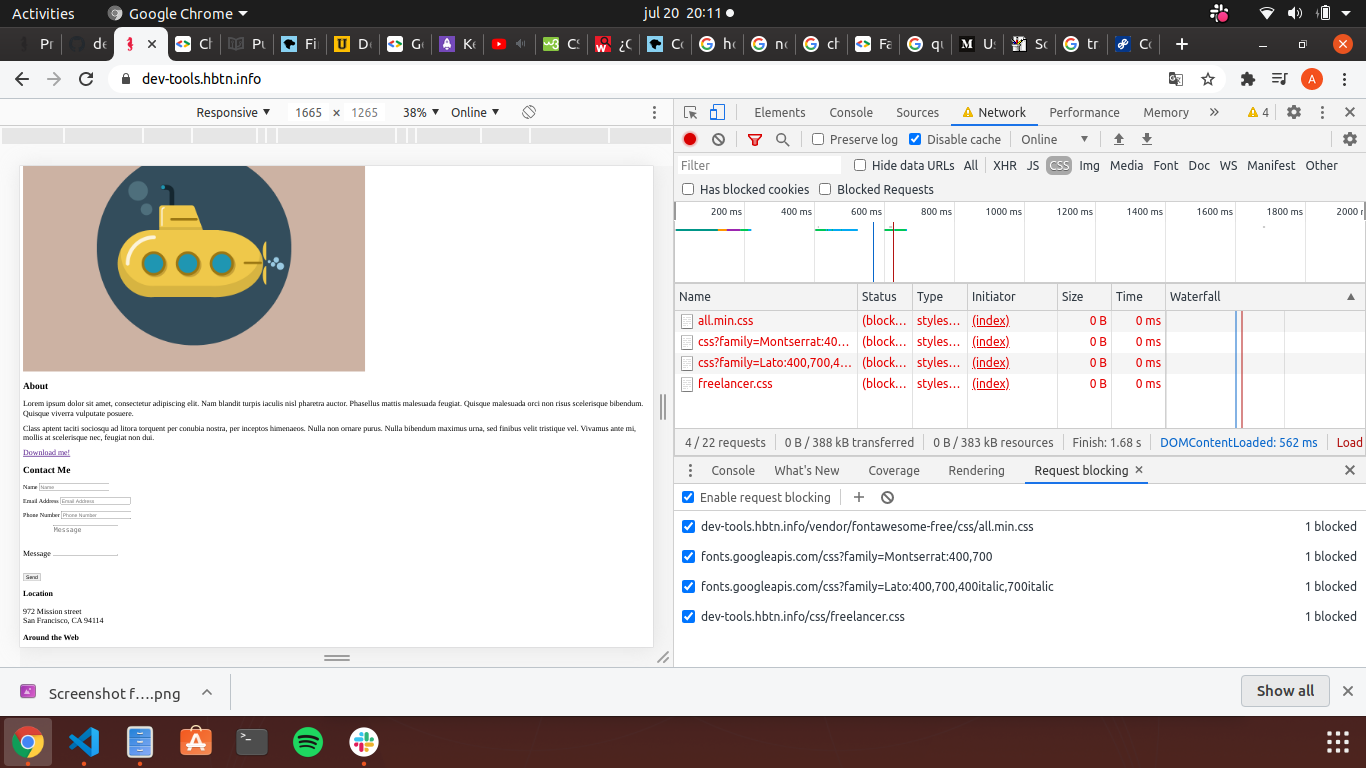 Activities Google Chrome jul 20 20:11
Pr de Ch Pu Fi De Ge Ke CS ¿C Co ho no ch Fa qu Us Sc tr Co
dev-tools.hbtn.info A
Responsive 1665 × 1265 38% Online
Elements Console Sources Network Performance Memory » 4
Preserve log Disable cache Online
Filter Hide data URLs All XHR JS CSS Img Media Font Doc WS Manifest Other
Has blocked cookies Blocked Requests
200 ms 400 ms 600 ms 800 ms 1000 ms 1200 ms 1400 ms 1600 ms 1800 ms 2000 n
Name Status Type Initiator Size Time Waterfall
all.min.css (block… styles… (index) 0 B 0 ms
css?family=Montserrat:40… (block… styles… (index) 0 B 0 ms
css?family=Lato:400,700,4… (block… styles… (index) 0 B 0 ms
freelancer.css (block… styles… (index) 0 B 0 ms
4 / 22 requests 0 B / 388 kB transferred 0 B / 383 kB resources Finish: 1.68 s DOMContentLoaded: 562 ms Load
Console What's New Coverage Rendering Request blocking ×
Enable request blocking
dev-tools.hbtn.info/vendor/fontawesome-free/css/all.min.css 1 blocked
fonts.googleapis.com/css?family=Montserrat:400,700 1 blocked
fonts.googleapis.com/css?family=Lato:400,700,400italic,700italic 1 blocked
dev-tools.hbtn.info/css/freelancer.css 1 blocked
About
Lorem ipsum dolor sit amet, consectetur adipiscing elit. Nam blandit turpis iaculis nisl pharetra auctor. Phasellus mattis malesuada feugiat. Quisque malesuada orci non risus scelerisque bibendum.
Quisque viverra vulputate posuere.
Class aptent taciti sociosqu ad litora torquent per conubia nostra, per inceptos himenaeos. Nulla non ornare purus. Nulla bibendum maximus urna, sed finibus velit tristique vel. Vivamus ante mi,
mollis at scelerisque nec, feugiat non dui.
Download me!
Contact Me
Name Name
Email Address Email Address
Phone Number Phone Number
Message
Message
Send
Location
972 Mission street
San Francisco, CA 94114
Around the Web
Screenshot f….png Show all